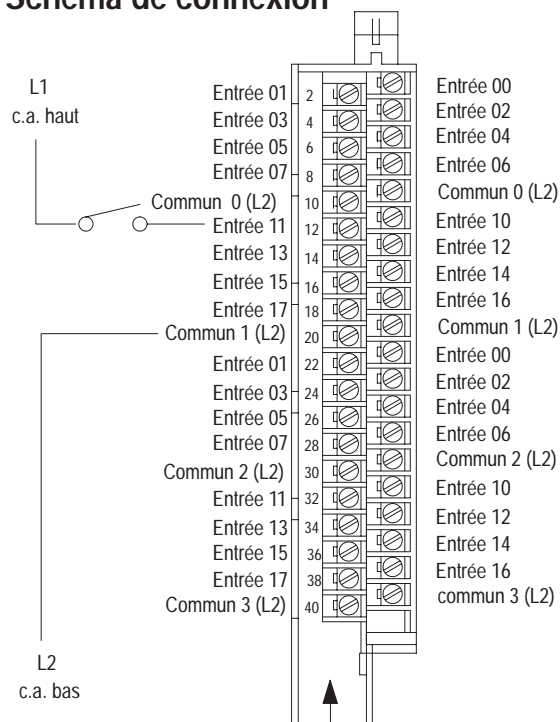 Schéma de connexion
L1
c.a. haut
L2
c.a. bas
Entrée 01 2 Entrée 00
Entrée 03 4 Entrée 02
Entrée 05 6 Entrée 04
Entrée 07 8 Entrée 06
Commun 0 (L2) 10 Commun 0 (L2)
Entrée 11 12 Entrée 10
Entrée 13 14 Entrée 12
Entrée 15 16 Entrée 14
Entrée 17 18 Entrée 16
Commun 1 (L2) 20 Commun 1 (L2)
Entrée 01 22 Entrée 00
Entrée 03 24 Entrée 02
Entrée 05 26 Entrée 04
Entrée 07 28 Entrée 06
Commun 2 (L2) 30 Commun 2 (L2)
Entrée 11 32 Entrée 10
Entrée 13 34 Entrée 12
Entrée 15 36 Entrée 14
Entrée 17 38 Entrée 16
Commun 3 (L2) 40 commun 3 (L2)